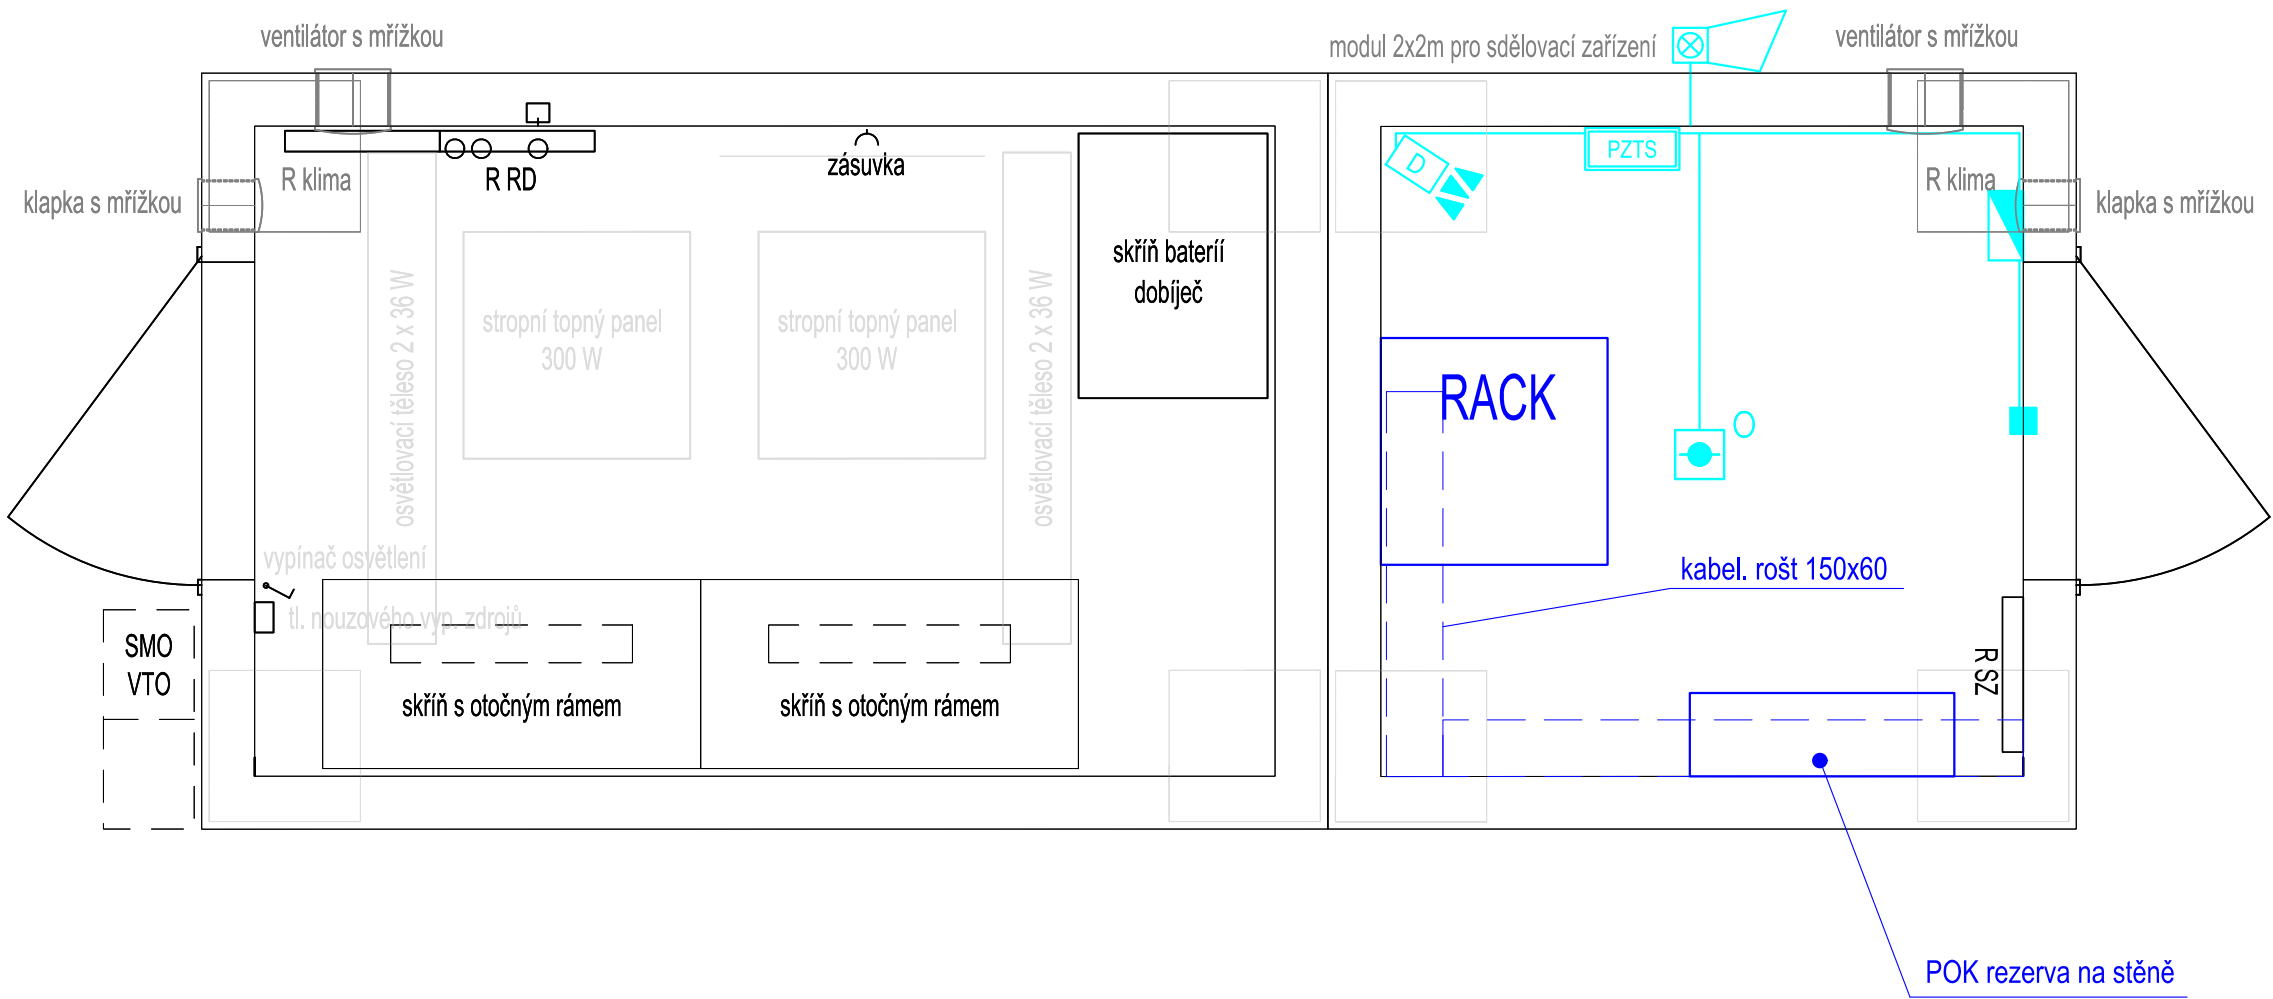 ventilátor s mřížkou
modul 2x2m pro sdělovací zařízení
ventilátor s mřížkou
klapka s mřížkou
R klima
R RD
zásuvka
D
PZTS
R klima
klapka s mřížkou
osvětlovací těleso 2 x 36 W
stropní topný panel
300 W
stropní topný panel
300 W
osvětlovací těleso 2 x 36 W
skříň bateríí
dobíječ
RACK
O
vypínač osvětlení
tl. nouzového vyp. zdrojů
kabel. rošt 150x60
SMO
VTO
skříň s otočným rámem
skříň s otočným rámem
R SZ
POK rezerva na stěně